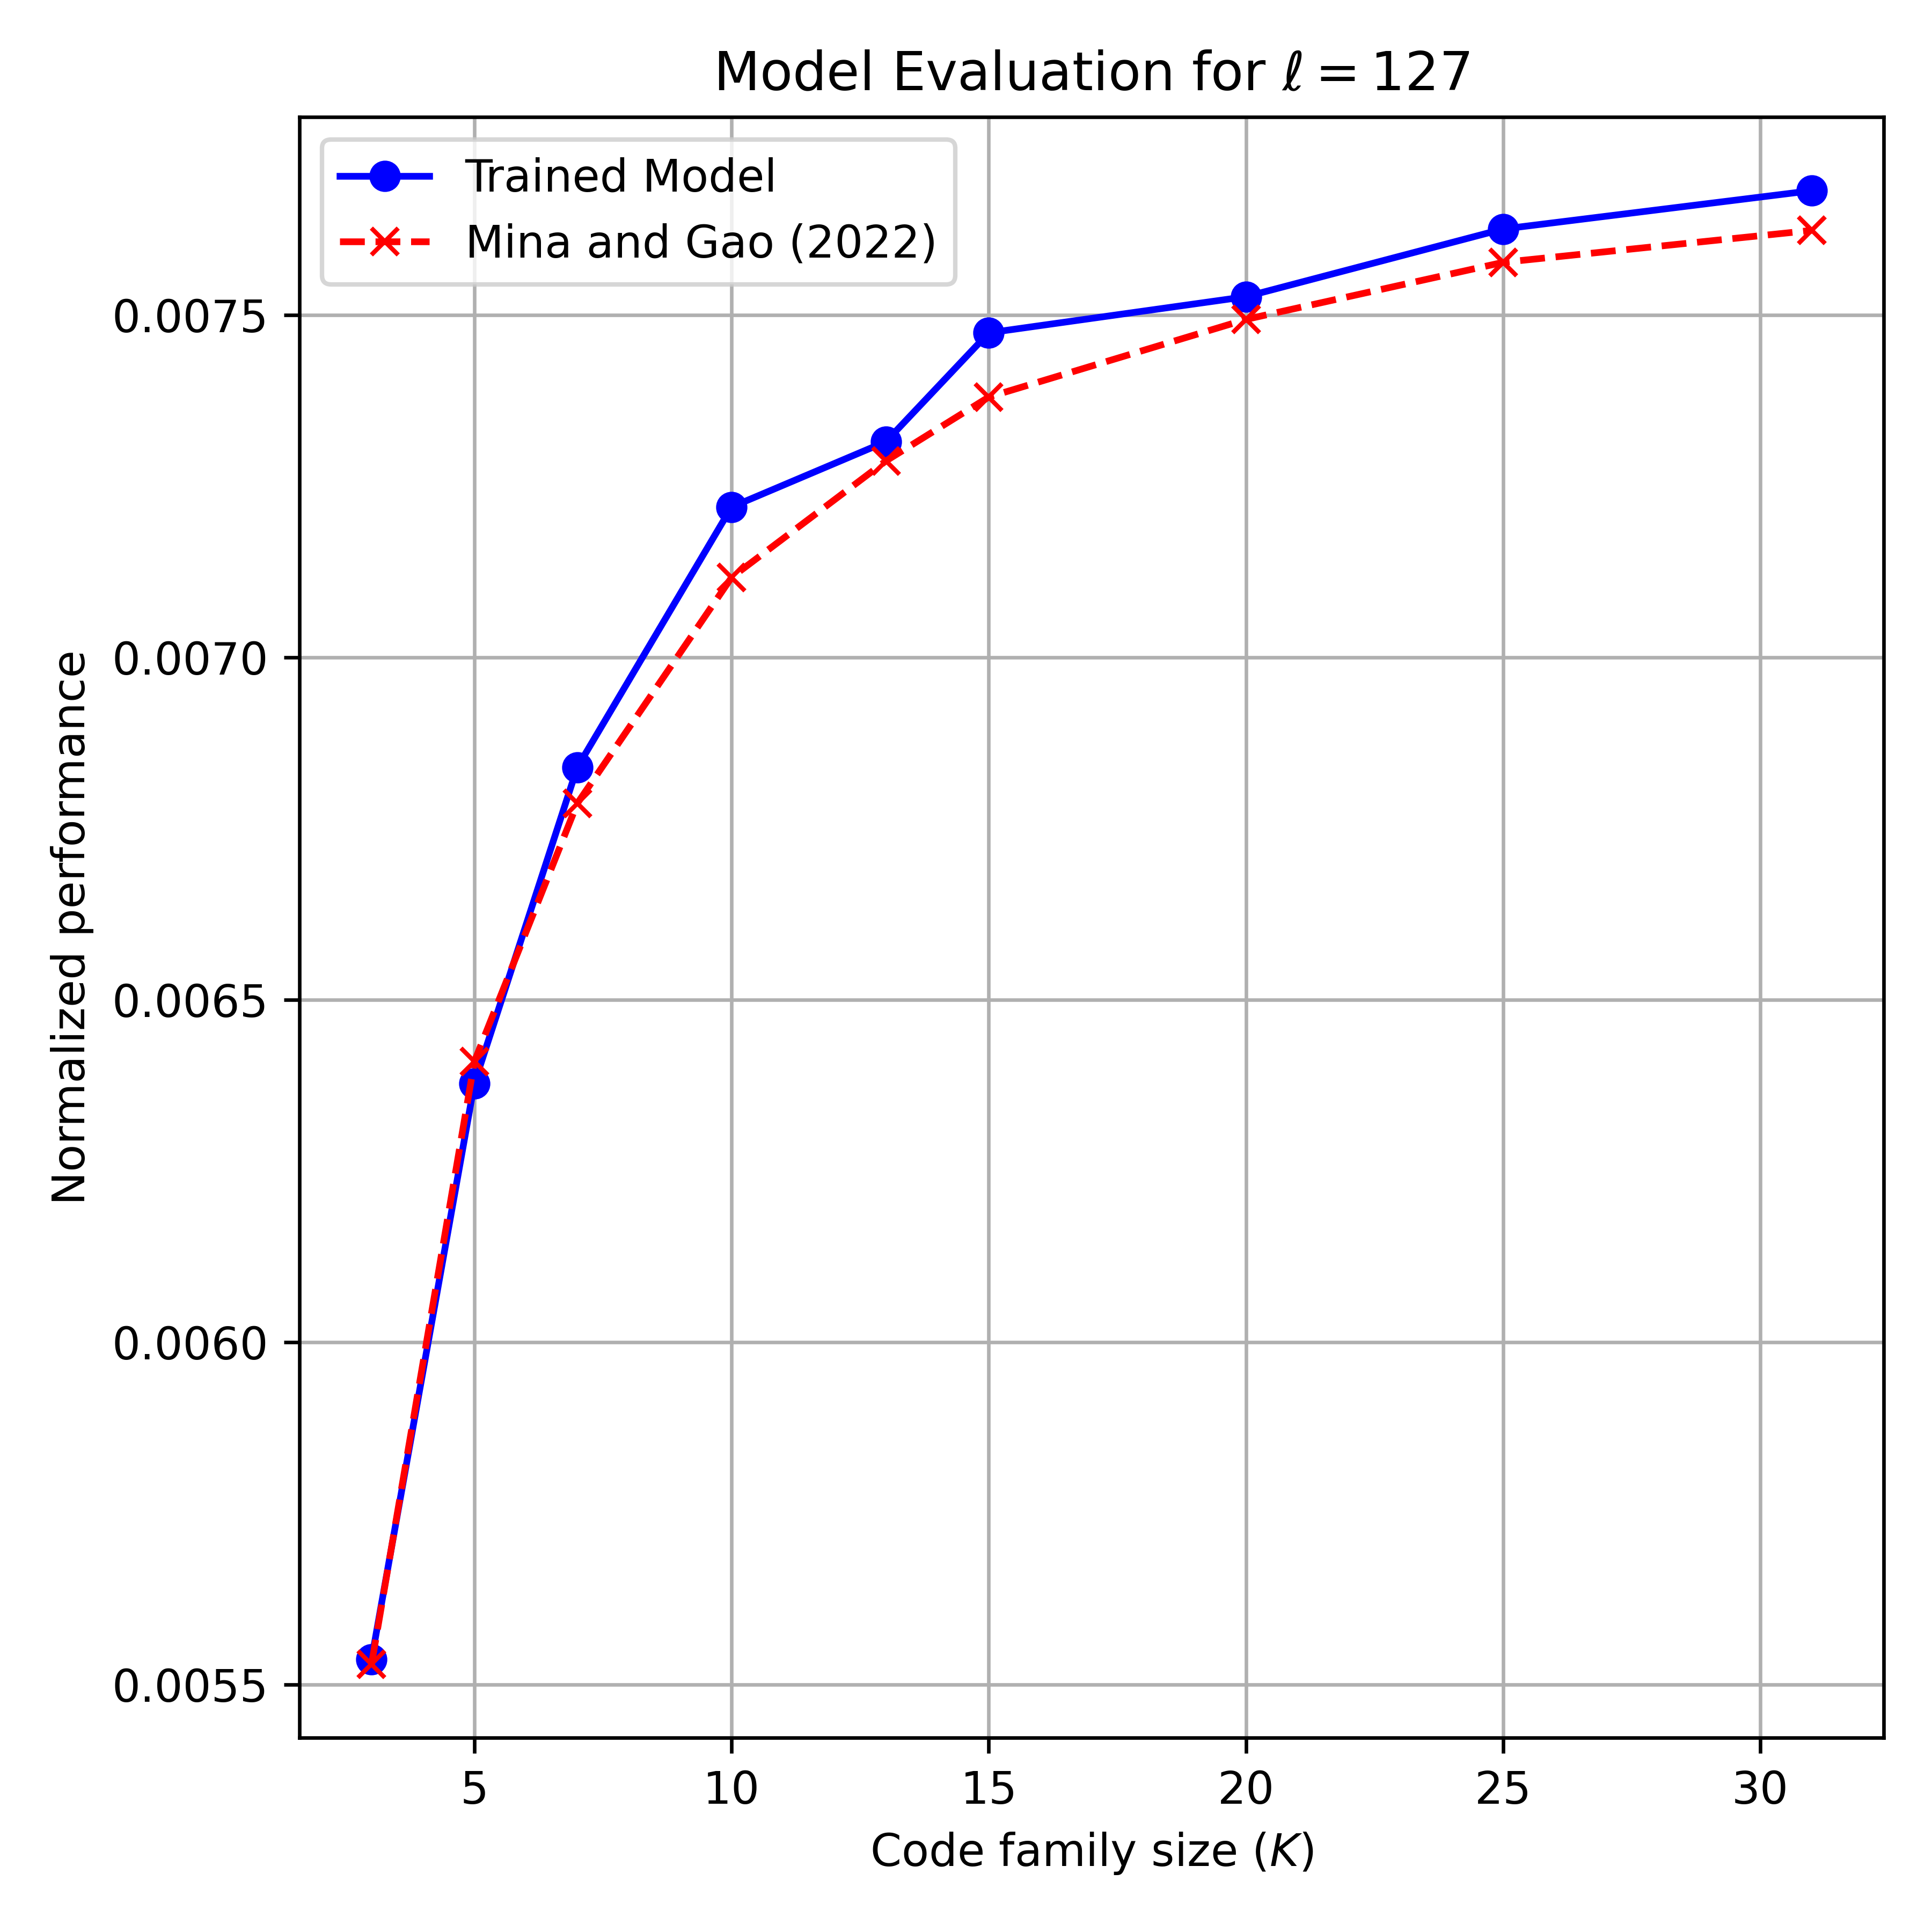 Model Evaluation for ℓ = 127
Trained Model
Mina and Gao (2022)
Normalized performance
0.0075
0.0070
0.0065
0.0060
0.0055
5 10 15 20 25 30
Code family size (K)